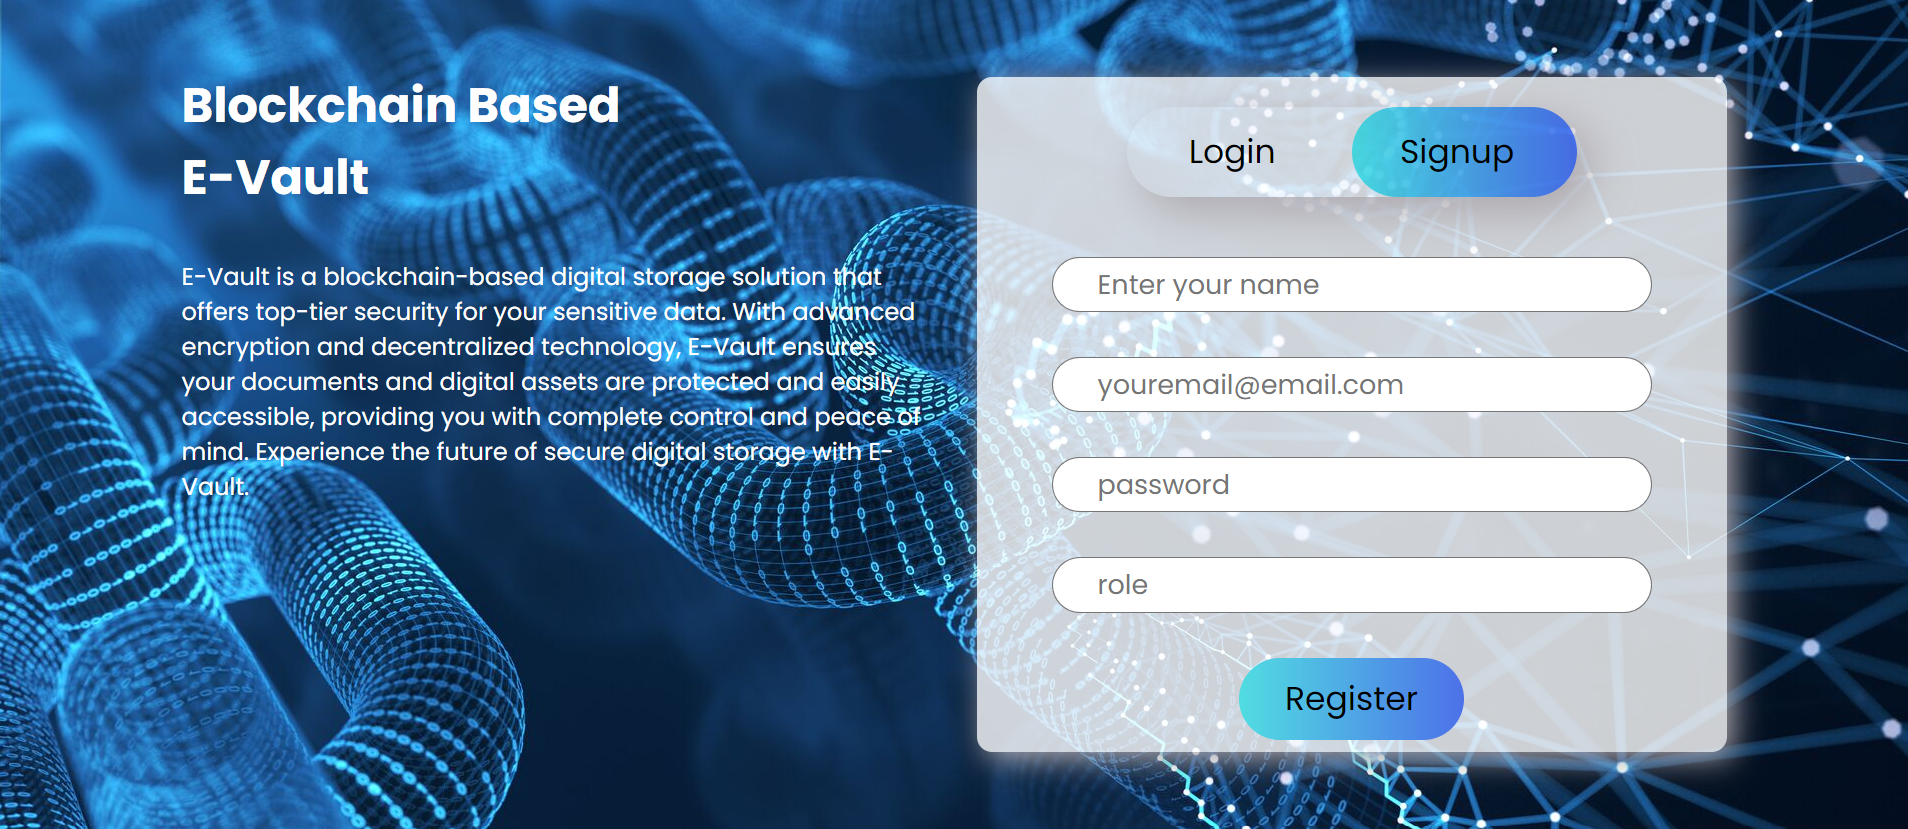 Blockchain Based
E-Vault
E-Vault is a blockchain-based digital storage solution that
offers top-tier security for your sensitive data. With advanced
encryption and decentralized technology, E-Vault ensures
your documents and digital assets are protected and easily
accessible, providing you with complete control and peace of
mind. Experience the future of secure digital storage with E-
Vault.
Login
Signup
Enter your name
youremail@email.com
password
role
Register